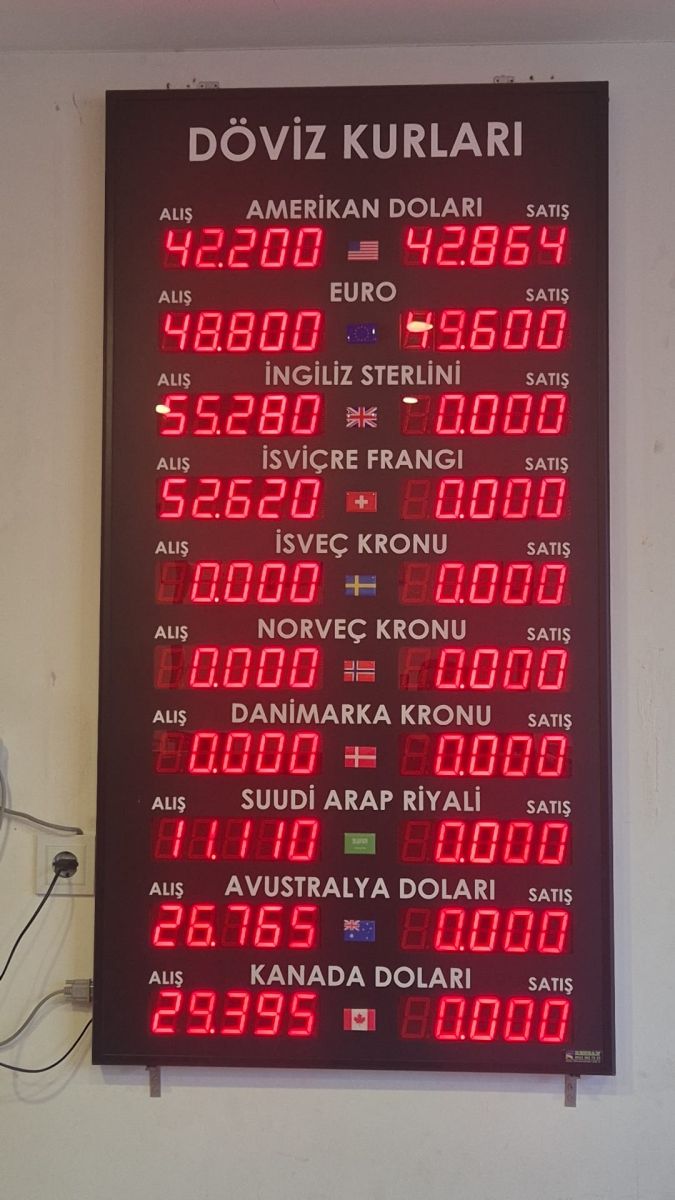 DÖVİZ KURLARI
ALIŞ AMERİKAN DOLARI SATIŞ
42.200 42.864
ALIŞ EURO SATIŞ
48.800 49.600
ALIŞ İNGİLİZ STERLİNİ SATIŞ
55.280 0.000
ALIŞ İSVİÇRE FRANGI SATIŞ
52.620 0.000
ALIŞ İSVEÇ KRONU SATIŞ
0.000 0.000
ALIŞ NORVEÇ KRONU SATIŞ
0.000 0.000
ALIŞ DANİMARKA KRONU SATIŞ
0.000 0.000
ALIŞ SUUDİ ARAP RİYALİ SATIŞ
11.110 0.000
ALIŞ AVUSTRALYA DOLARI SATIŞ
26.765 0.000
ALIŞ KANADA DOLARI SATIŞ
29.395 0.000